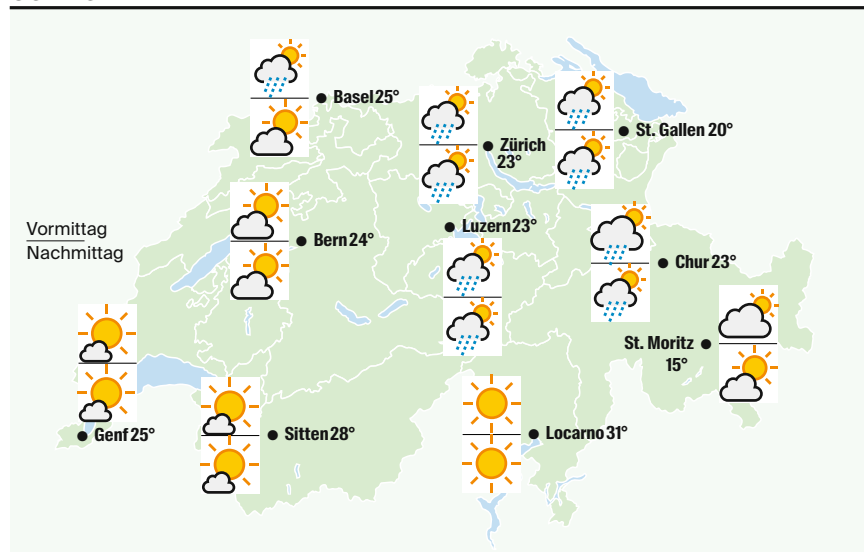 Basel 25°
St. Gallen 20°
Zürich
23°
Vormittag
Nachmittag
Bern 24°
Luzern 23°
Chur 23°
St. Moritz
15°
Genf 25°
Sitten 28°
Locarno 31°